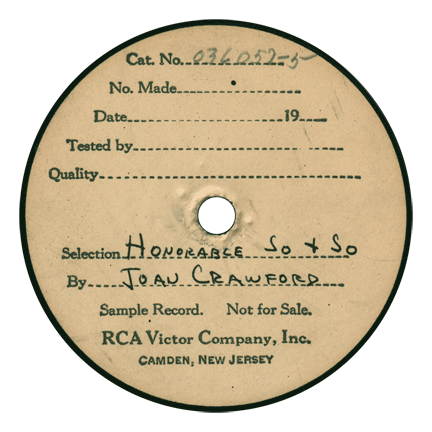 Cat. No. 036052-5
No. Made
Date 19
Tested by
Quality
Selection HONORABLE SO & SO
By JOAN CRAWFORD
Sample Record. Not for Sale.
RCA Victor Company, Inc.
CAMDEN, NEW JERSEY